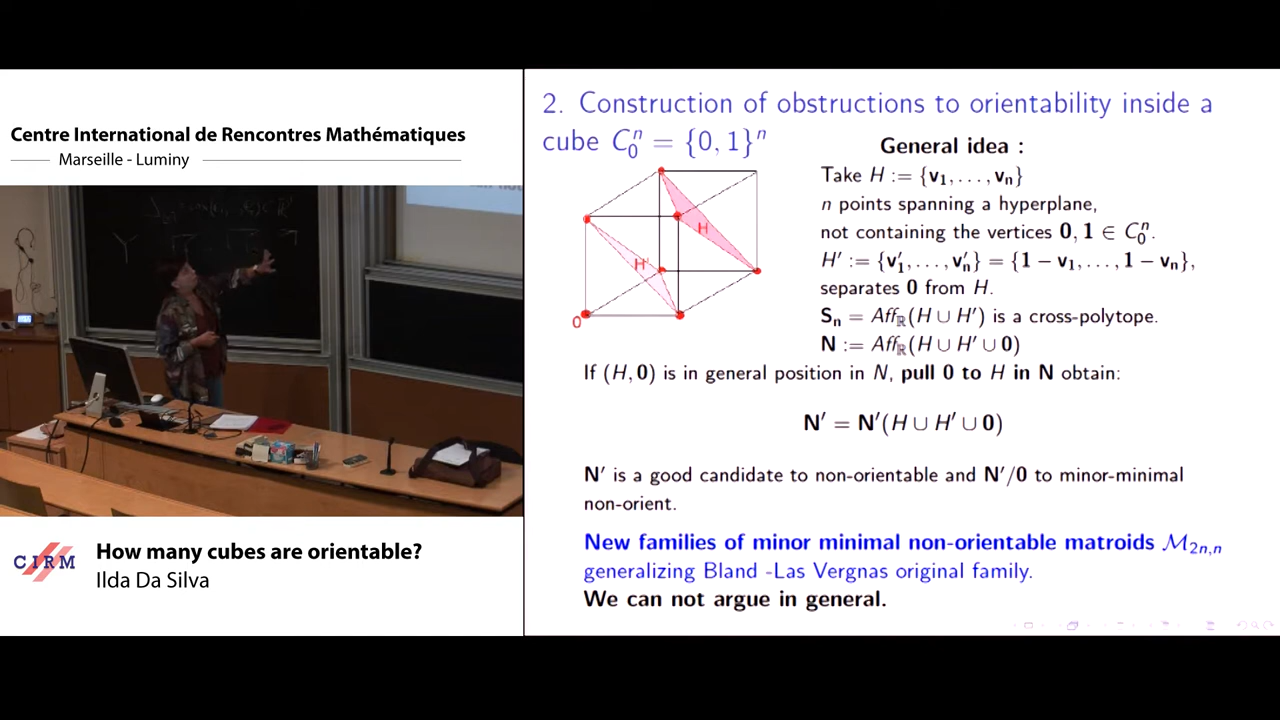 Centre International de Rencontres Mathématiques
Marseille - Luminy
CIRM
How many cubes are orientable?
Ilda Da Silva
2. Construction of obstructions to orientability inside a
cube C₀ⁿ = {0, 1}ⁿ
General idea :
Take H := {v₁, . . . , vₙ}
n points spanning a hyperplane,
not containing the vertices 0, 1 ∈ C₀ⁿ.
H′ := {v′₁, . . . , v′ₙ} = {1 − v₁, . . . , 1 − vₙ},
separates 0 from H.
Sₙ = Aff_ℝ(H ∪ H′) is a cross-polytope.
N := Aff_ℝ(H ∪ H′ ∪ 0)
H
H'
0
If (H, 0) is in general position in N, pull 0 to H in N obtain:
N′ = N′(H ∪ H′ ∪ 0)
N′ is a good candidate to non-orientable and N′/0 to minor-minimal
non-orient.
New families of minor minimal non-orientable matroids ℳ₂ₙ,ₙ
generalizing Bland -Las Vergnas original family.
We can not argue in general.